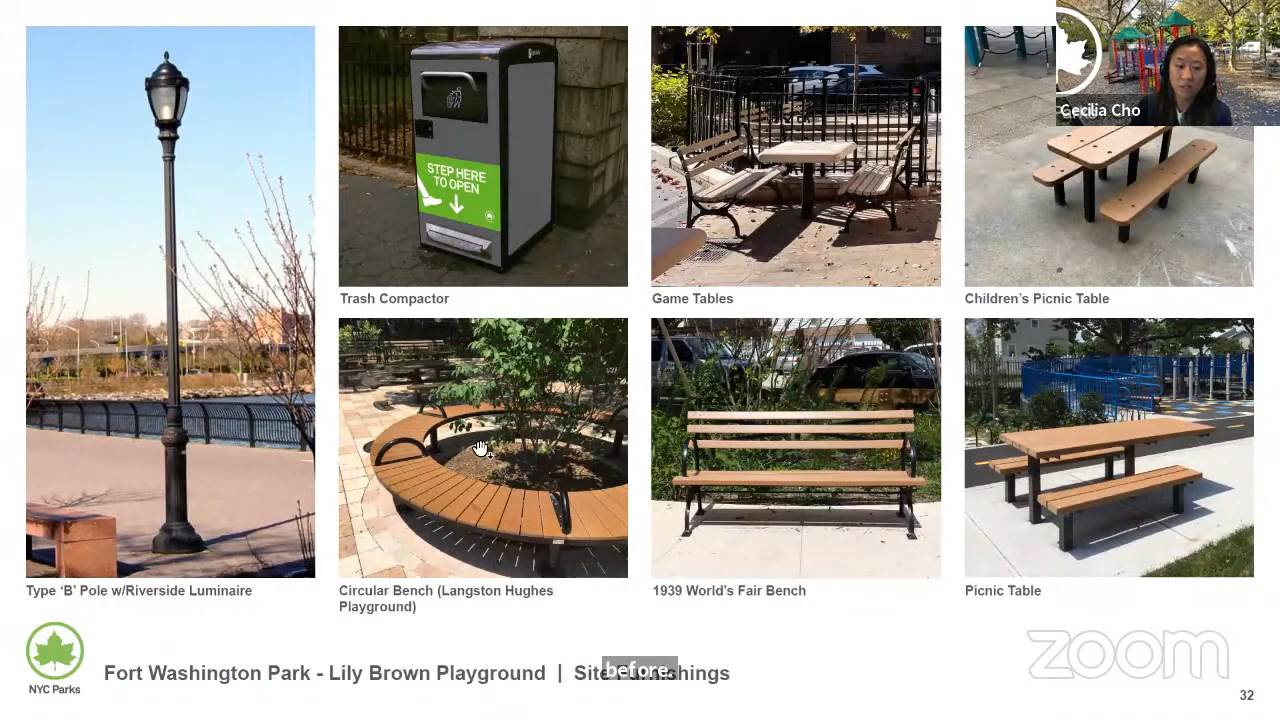 Cecilia Cho
STEP HERE
TO OPEN
Trash Compactor
Game Tables
Children's Picnic Table
Type ‘B’ Pole w/Riverside Luminaire
Circular Bench (Langston Hughes
Playground)
1939 World's Fair Bench
Picnic Table
NYC Parks
Fort Washington Park - Lily Brown Playground | Site Furnishings
before.
zoom
32